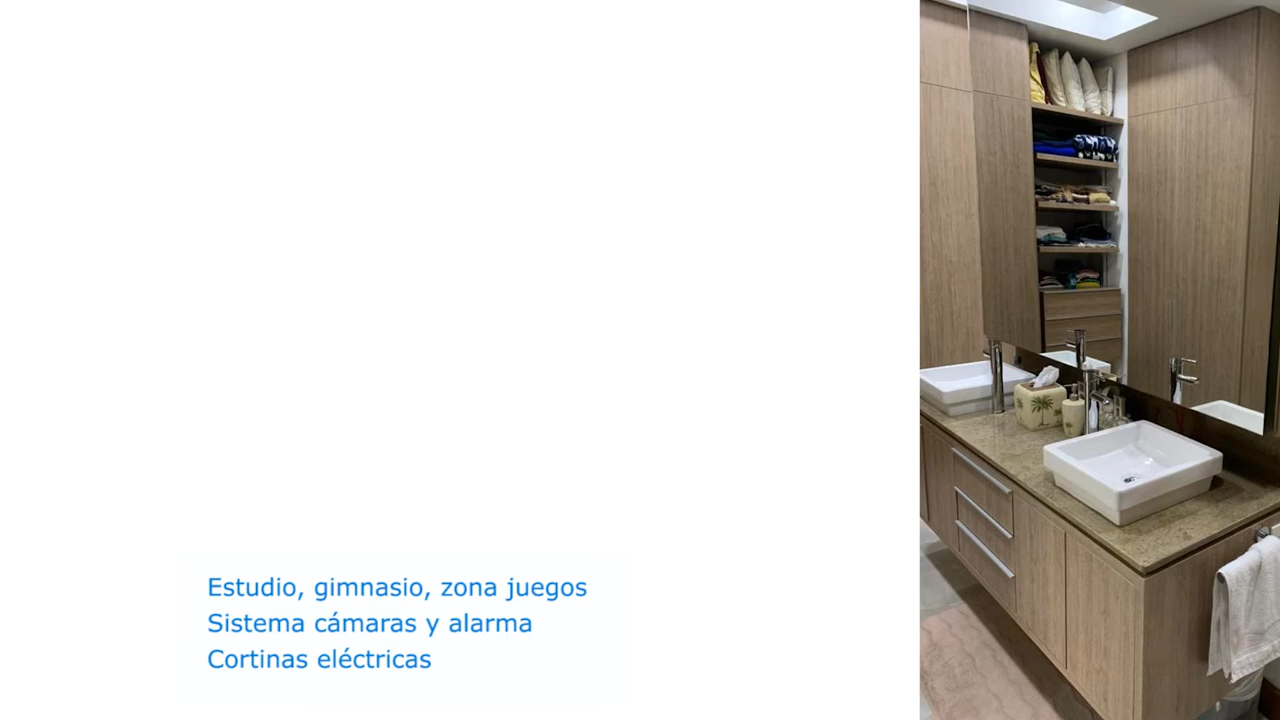 Estudio, gimnasio, zona juegos
Sistema cámaras y alarma
Cortinas eléctricas